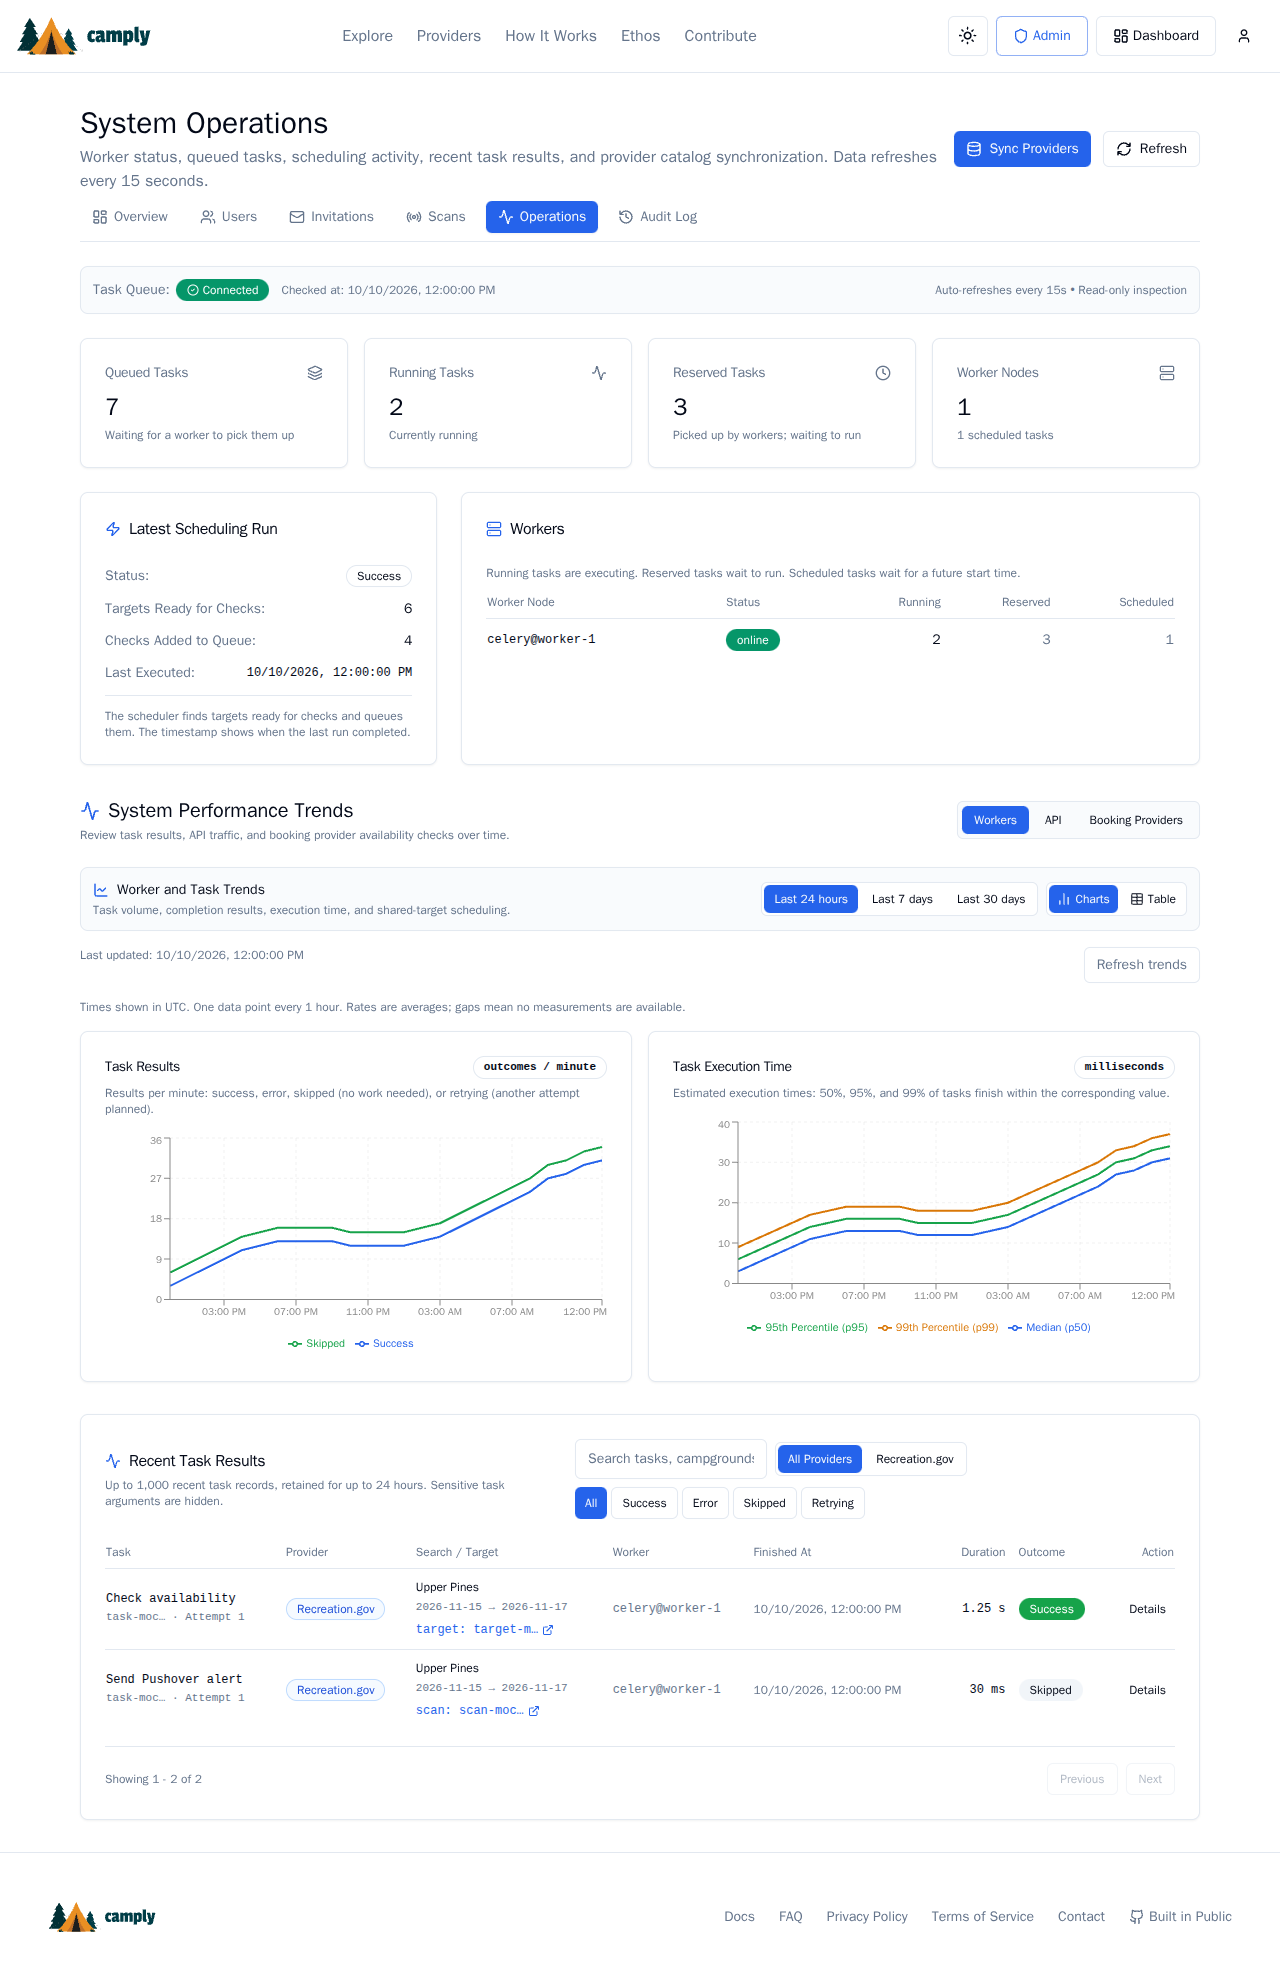 camply
Explore Providers How It Works Ethos Contribute
Admin Dashboard
System Operations
Worker status, queued tasks, scheduling activity, recent task results, and provider catalog synchronization. Data refreshes
every 15 seconds.
Sync Providers Refresh
Overview Users Invitations Scans Operations Audit Log
Task Queue: Connected Checked at: 10/10/2026, 12:00:00 PM Auto-refreshes every 15s • Read-only inspection
Queued Tasks
7
Waiting for a worker to pick them up
Running Tasks
2
Currently running
Reserved Tasks
3
Picked up by workers; waiting to run
Worker Nodes
1
1 scheduled tasks
Latest Scheduling Run
Status: Success
Targets Ready for Checks: 6
Checks Added to Queue: 4
Last Executed: 10/10/2026, 12:00:00 PM
The scheduler finds targets ready for checks and queues
them. The timestamp shows when the last run completed.
Workers
Running tasks are executing. Reserved tasks wait to run. Scheduled tasks wait for a future start time.
Worker Node Status Running Reserved Scheduled
celery@worker-1 online 2 3 1
System Performance Trends
Review task results, API traffic, and booking provider availability checks over time.
Workers API Booking Providers
Worker and Task Trends
Task volume, completion results, execution time, and shared-target scheduling.
Last 24 hours Last 7 days Last 30 days Charts Table
Last updated: 10/10/2026, 12:00:00 PM
Refresh trends
Times shown in UTC. One data point every 1 hour. Rates are averages; gaps mean no measurements are available.
Task Results outcomes / minute
Results per minute: success, error, skipped (no work needed), or retrying (another attempt
planned).
36
27
18
9
0
03:00 PM 07:00 PM 11:00 PM 03:00 AM 07:00 AM 12:00 PM
Skipped Success
Task Execution Time milliseconds
Estimated execution times: 50%, 95%, and 99% of tasks finish within the corresponding value.
40
30
20
10
0
03:00 PM 07:00 PM 11:00 PM 03:00 AM 07:00 AM 12:00 PM
95th Percentile (p95) 99th Percentile (p99) Median (p50)
Recent Task Results
Up to 1,000 recent task records, retained for up to 24 hours. Sensitive task
arguments are hidden.
Search tasks, campgrounds
All Providers Recreation.gov
All Success Error Skipped Retrying
Task Provider Search / Target Worker Finished At Duration Outcome Action
Check availability
task-moc… · Attempt 1
Recreation.gov
Upper Pines
2026-11-15 → 2026-11-17
target: target-m…
celery@worker-1 10/10/2026, 12:00:00 PM 1.25 s Success Details
Send Pushover alert
task-moc… · Attempt 1
Recreation.gov
Upper Pines
2026-11-15 → 2026-11-17
scan: scan-moc…
celery@worker-1 10/10/2026, 12:00:00 PM 30 ms Skipped Details
Showing 1 - 2 of 2
Previous Next
camply
Docs FAQ Privacy Policy Terms of Service Contact Built in Public